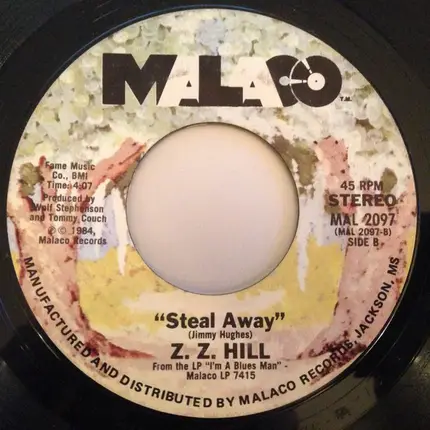 MALACO T.M.
Fame Music
Co., BMI
Time: 4:07
Produced by
Wolf Stephenson
and Tommy Couch
℗ © 1984,
Malaco Records
45 RPM
STEREO
MAL 2097
(MAL 2097-B)
SIDE B
"Steal Away"
(Jimmy Hughes)
Z. Z. HILL
From the LP "I'm A Blues Man" -
Malaco LP 7415
MANUFACTURED AND DISTRIBUTED BY MALACO RECORDS, JACKSON, MS